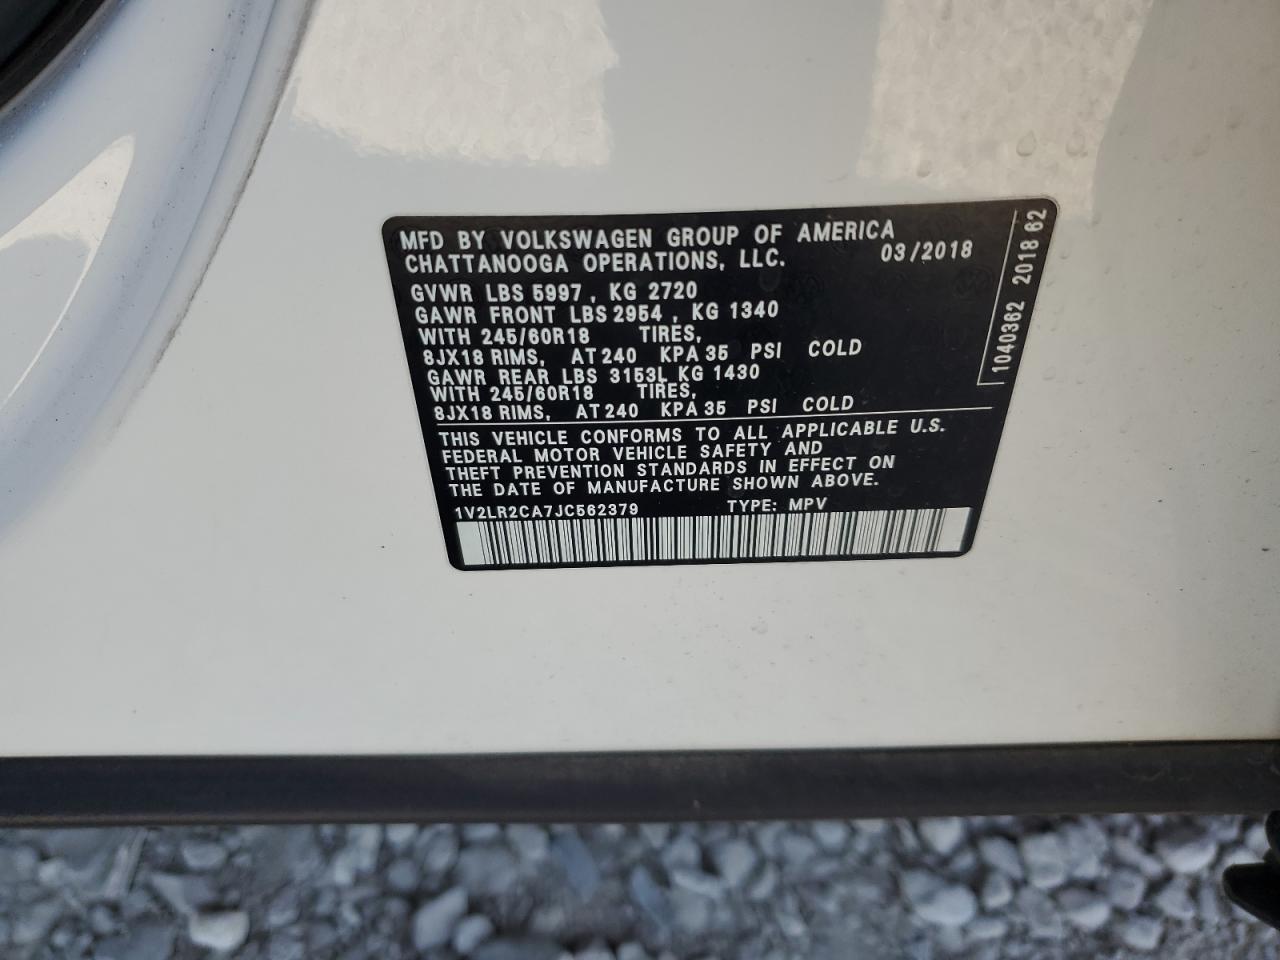 MFD BY VOLKSWAGEN GROUP OF AMERICA
CHATTANOOGA OPERATIONS, LLC. 03/2018
GVWR LBS 5997 , KG 2720
GAWR FRONT LBS 2954 , KG 1340
WITH 245/60R18 TIRES,
8JX18 RIMS, AT 240 KPA 35 PSI COLD
GAWR REAR LBS 3153L KG 1430
WITH 245/60R18 TIRES,
8JX18 RIMS, AT 240 KPA 35 PSI COLD
THIS VEHICLE CONFORMS TO ALL APPLICABLE U.S.
FEDERAL MOTOR VEHICLE SAFETY AND
THEFT PREVENTION STANDARDS IN EFFECT ON
THE DATE OF MANUFACTURE SHOWN ABOVE.
1V2LR2CA7JC562379 TYPE: MPV
1040362 2018 62